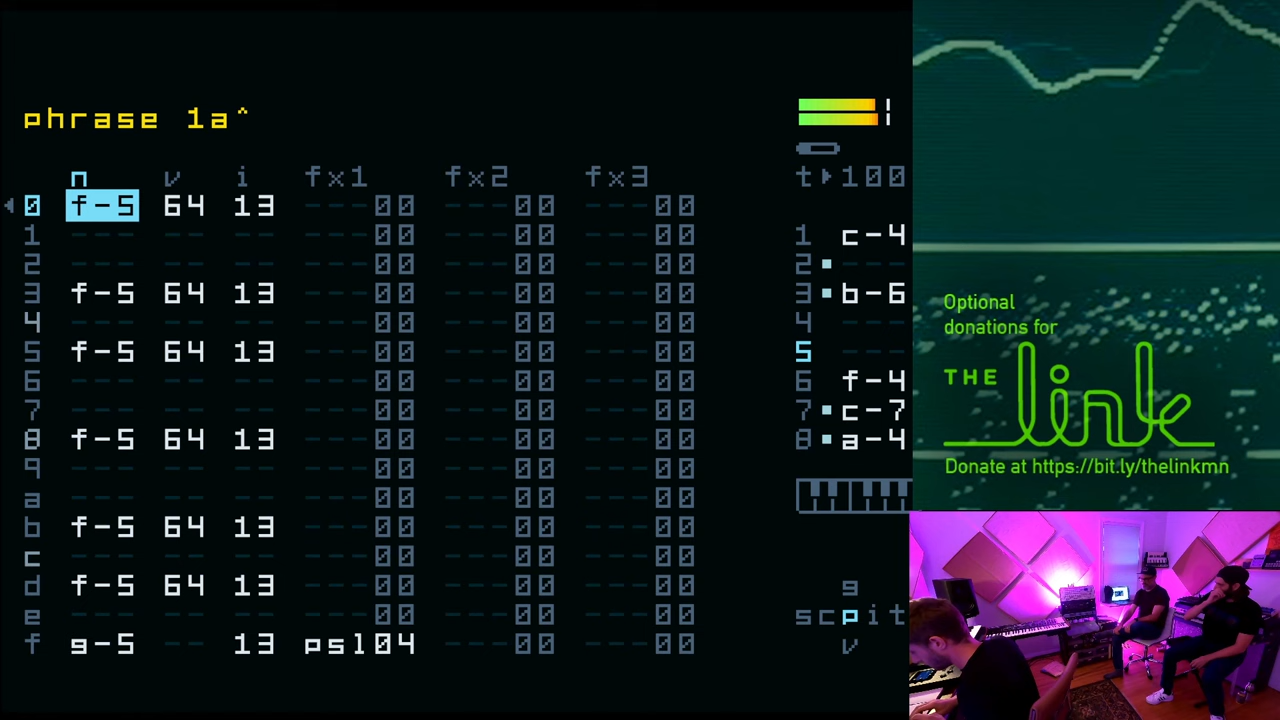 phrase 1a^
n v i fx1 fx2 fx3
0 f-5 64 13 ---00 ---00 ---00
1 --- -- -- ---00 ---00 ---00
2 --- -- -- ---00 ---00 ---00
3 f-5 64 13 ---00 ---00 ---00
4 --- -- -- ---00 ---00 ---00
5 f-5 64 13 ---00 ---00 ---00
6 --- -- -- ---00 ---00 ---00
7 --- -- -- ---00 ---00 ---00
8 f-5 64 13 ---00 ---00 ---00
9 --- -- -- ---00 ---00 ---00
a --- -- -- ---00 ---00 ---00
b f-5 64 13 ---00 ---00 ---00
c --- -- -- ---00 ---00 ---00
d f-5 64 13 ---00 ---00 ---00
e --- -- -- ---00 ---00 ---00
f g-5 -- 13 psl04 ---00 ---00
t▸100
1 c-4
2 ---
3 b-6
4 ---
5 ---
6 f-4
7 c-7
8 a-4
g
scpit
v
Optional
donations for
THE link
Donate at https://bit.ly/thelinkmn